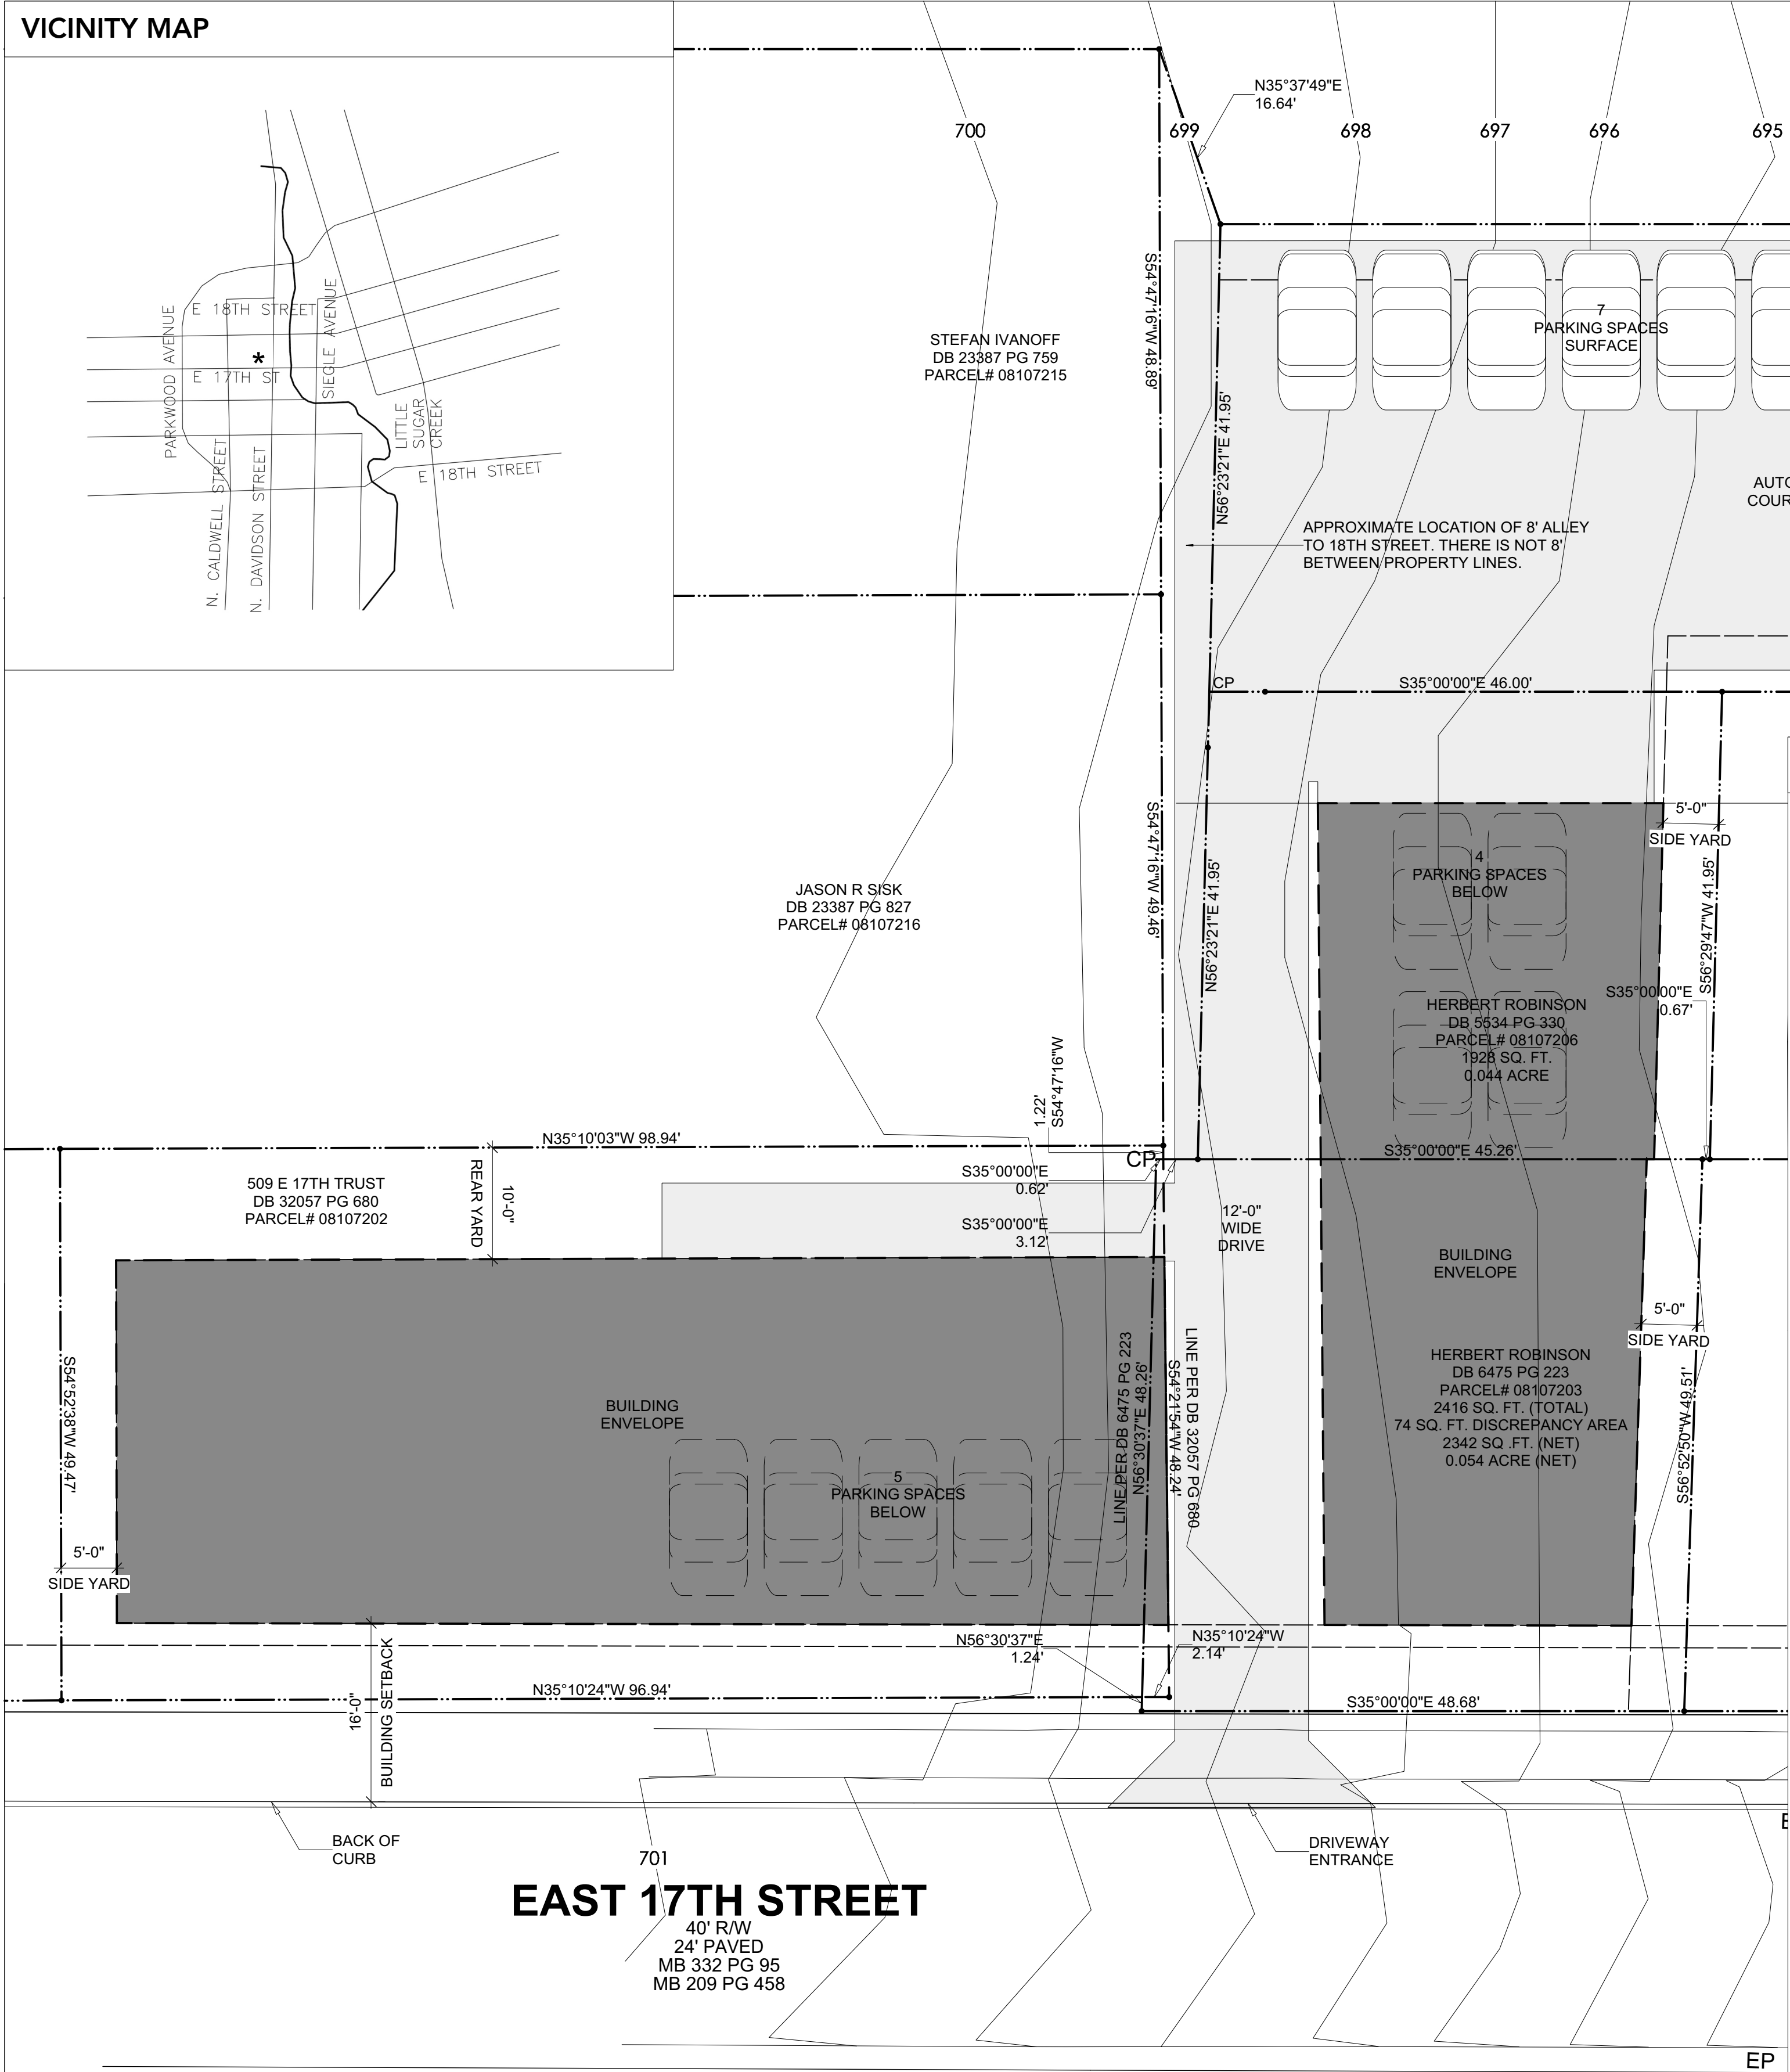 VICINITY MAP
E 18TH STREET
PARKWOOD AVENUE
SIEGLE AVENUE
*
E 17TH ST
LITTLE
SUGAR
CREEK
E 18TH STREET
N. CALDWELL STREET
N. DAVIDSON STREET
N35°37'49"E
16.64'
700
699
698
697
696
695
S54°47'16"W 48.89'
7
PARKING SPACES
SURFACE
STEFAN IVANOFF
DB 23387 PG 759
PARCEL# 08107215
N56°23'21"E 41.95'
APPROXIMATE LOCATION OF 8' ALLEY
TO 18TH STREET. THERE IS NOT 8'
BETWEEN PROPERTY LINES.
CP
S35°00'00"E 46.00'
5'-0"
SIDE YARD
S54°47'16"W 49.46'
4
PARKING SPACES
BELOW
JASON R SISK
DB 23387 PG 827
PARCEL# 08107216
N56°23'21"E 41.95'
S56°29'47"W 41.95'
S35°00'00"E
0.67'
HERBERT ROBINSON
DB 5534 PG 330
PARCEL# 08107206
1928 SQ. FT.
0.044 ACRE
1.22'
S54°47'16"W
N35°10'03"W 98.94'
CP
S35°00'00"E 45.26'
S35°00'00"E
0.62'
S35°00'00"E
3.12'
509 E 17TH TRUST
DB 32057 PG 680
PARCEL# 08107202
REAR YARD
10'-0"
12'-0"
WIDE
DRIVE
BUILDING
ENVELOPE
5'-0"
SIDE YARD
HERBERT ROBINSON
DB 6475 PG 223
PARCEL# 08107203
2416 SQ. FT. (TOTAL)
74 SQ. FT. DISCREPANCY AREA
2342 SQ .FT. (NET)
0.054 ACRE (NET)
S54°52'38"W 49.47'
BUILDING
ENVELOPE
LINE PER DB 6475 PG 223
N56°30'37"E 48.26'
S54°21'54"W 48.24'
LINE PER DB 32057 PG 680
S56°52'50"W 49.51'
5
PARKING SPACES
BELOW
5'-0"
SIDE YARD
N56°30'37"E
1.24'
N35°10'24"W
2.14'
N35°10'24"W 96.94'
S35°00'00"E 48.68'
16'-0"
BUILDING SETBACK
BACK OF
CURB
DRIVEWAY
ENTRANCE
701
EAST 17TH STREET
40' R/W
24' PAVED
MB 332 PG 95
MB 209 PG 458
EP